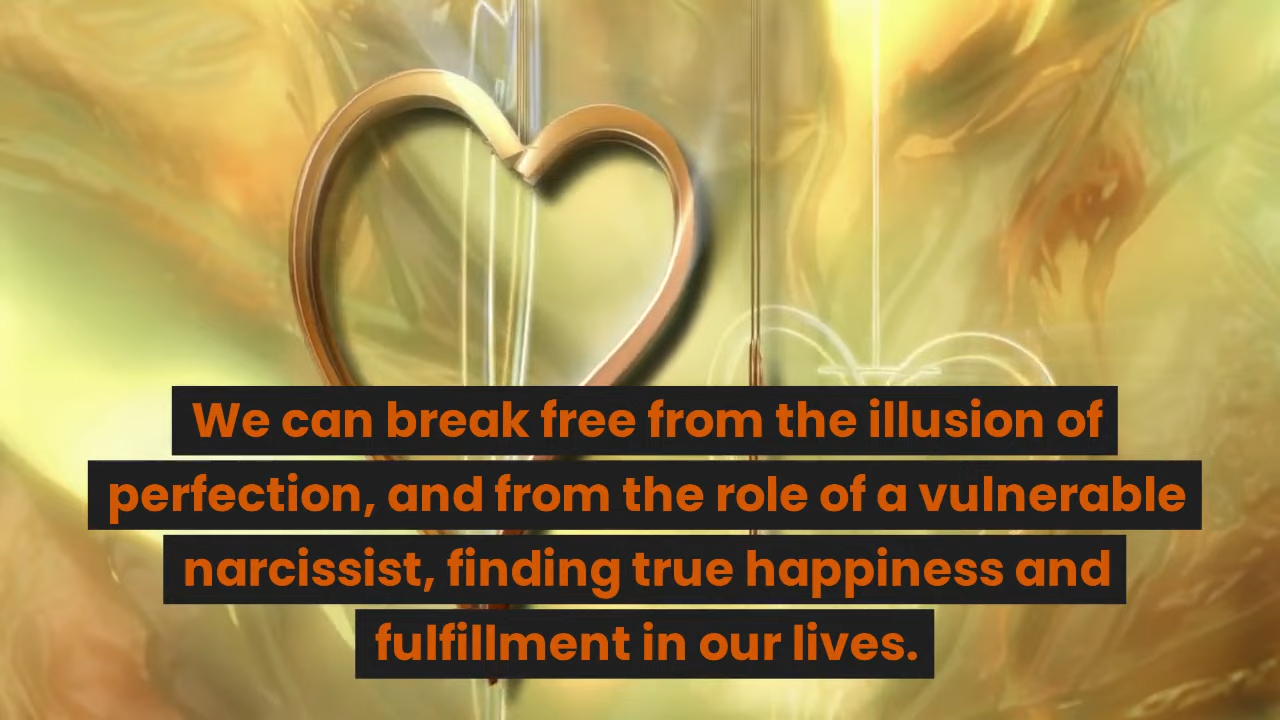 We can break free from the illusion of
perfection, and from the role of a vulnerable
narcissist, finding true happiness and
fulfillment in our lives.